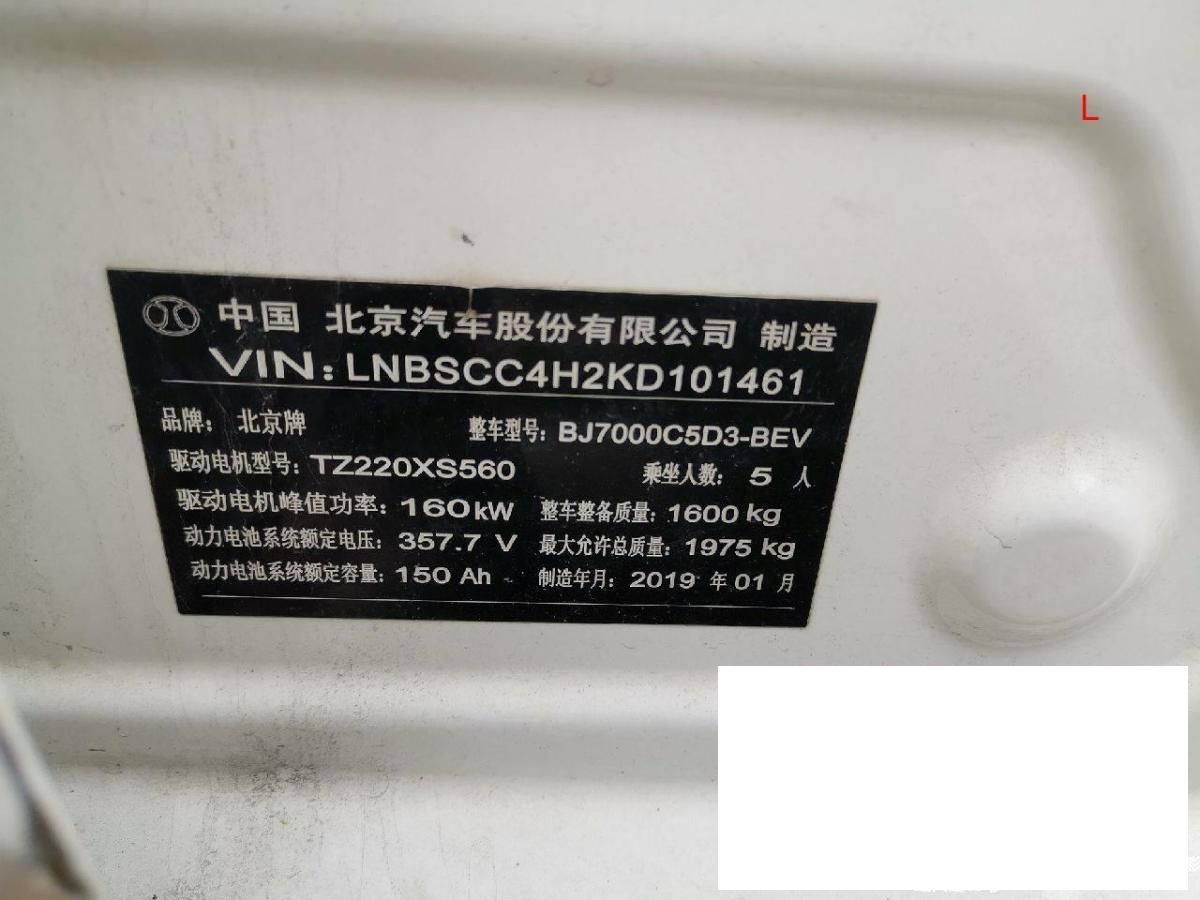 L
中国 北京汽车股份有限公司 制造
VIN: LNBSCC4H2KD101461
品牌: 北京牌 整车型号: BJ7000C5D3-BEV
驱动电机型号: TZ220XS560 乘坐人数: 5 人
驱动电机峰值功率: 160kW 整车整备质量: 1600 kg
动力电池系统额定电压: 357.7 V 最大允许总质量: 1975 kg
动力电池系统额定容量: 150 Ah 制造年月: 2019 年 01 月